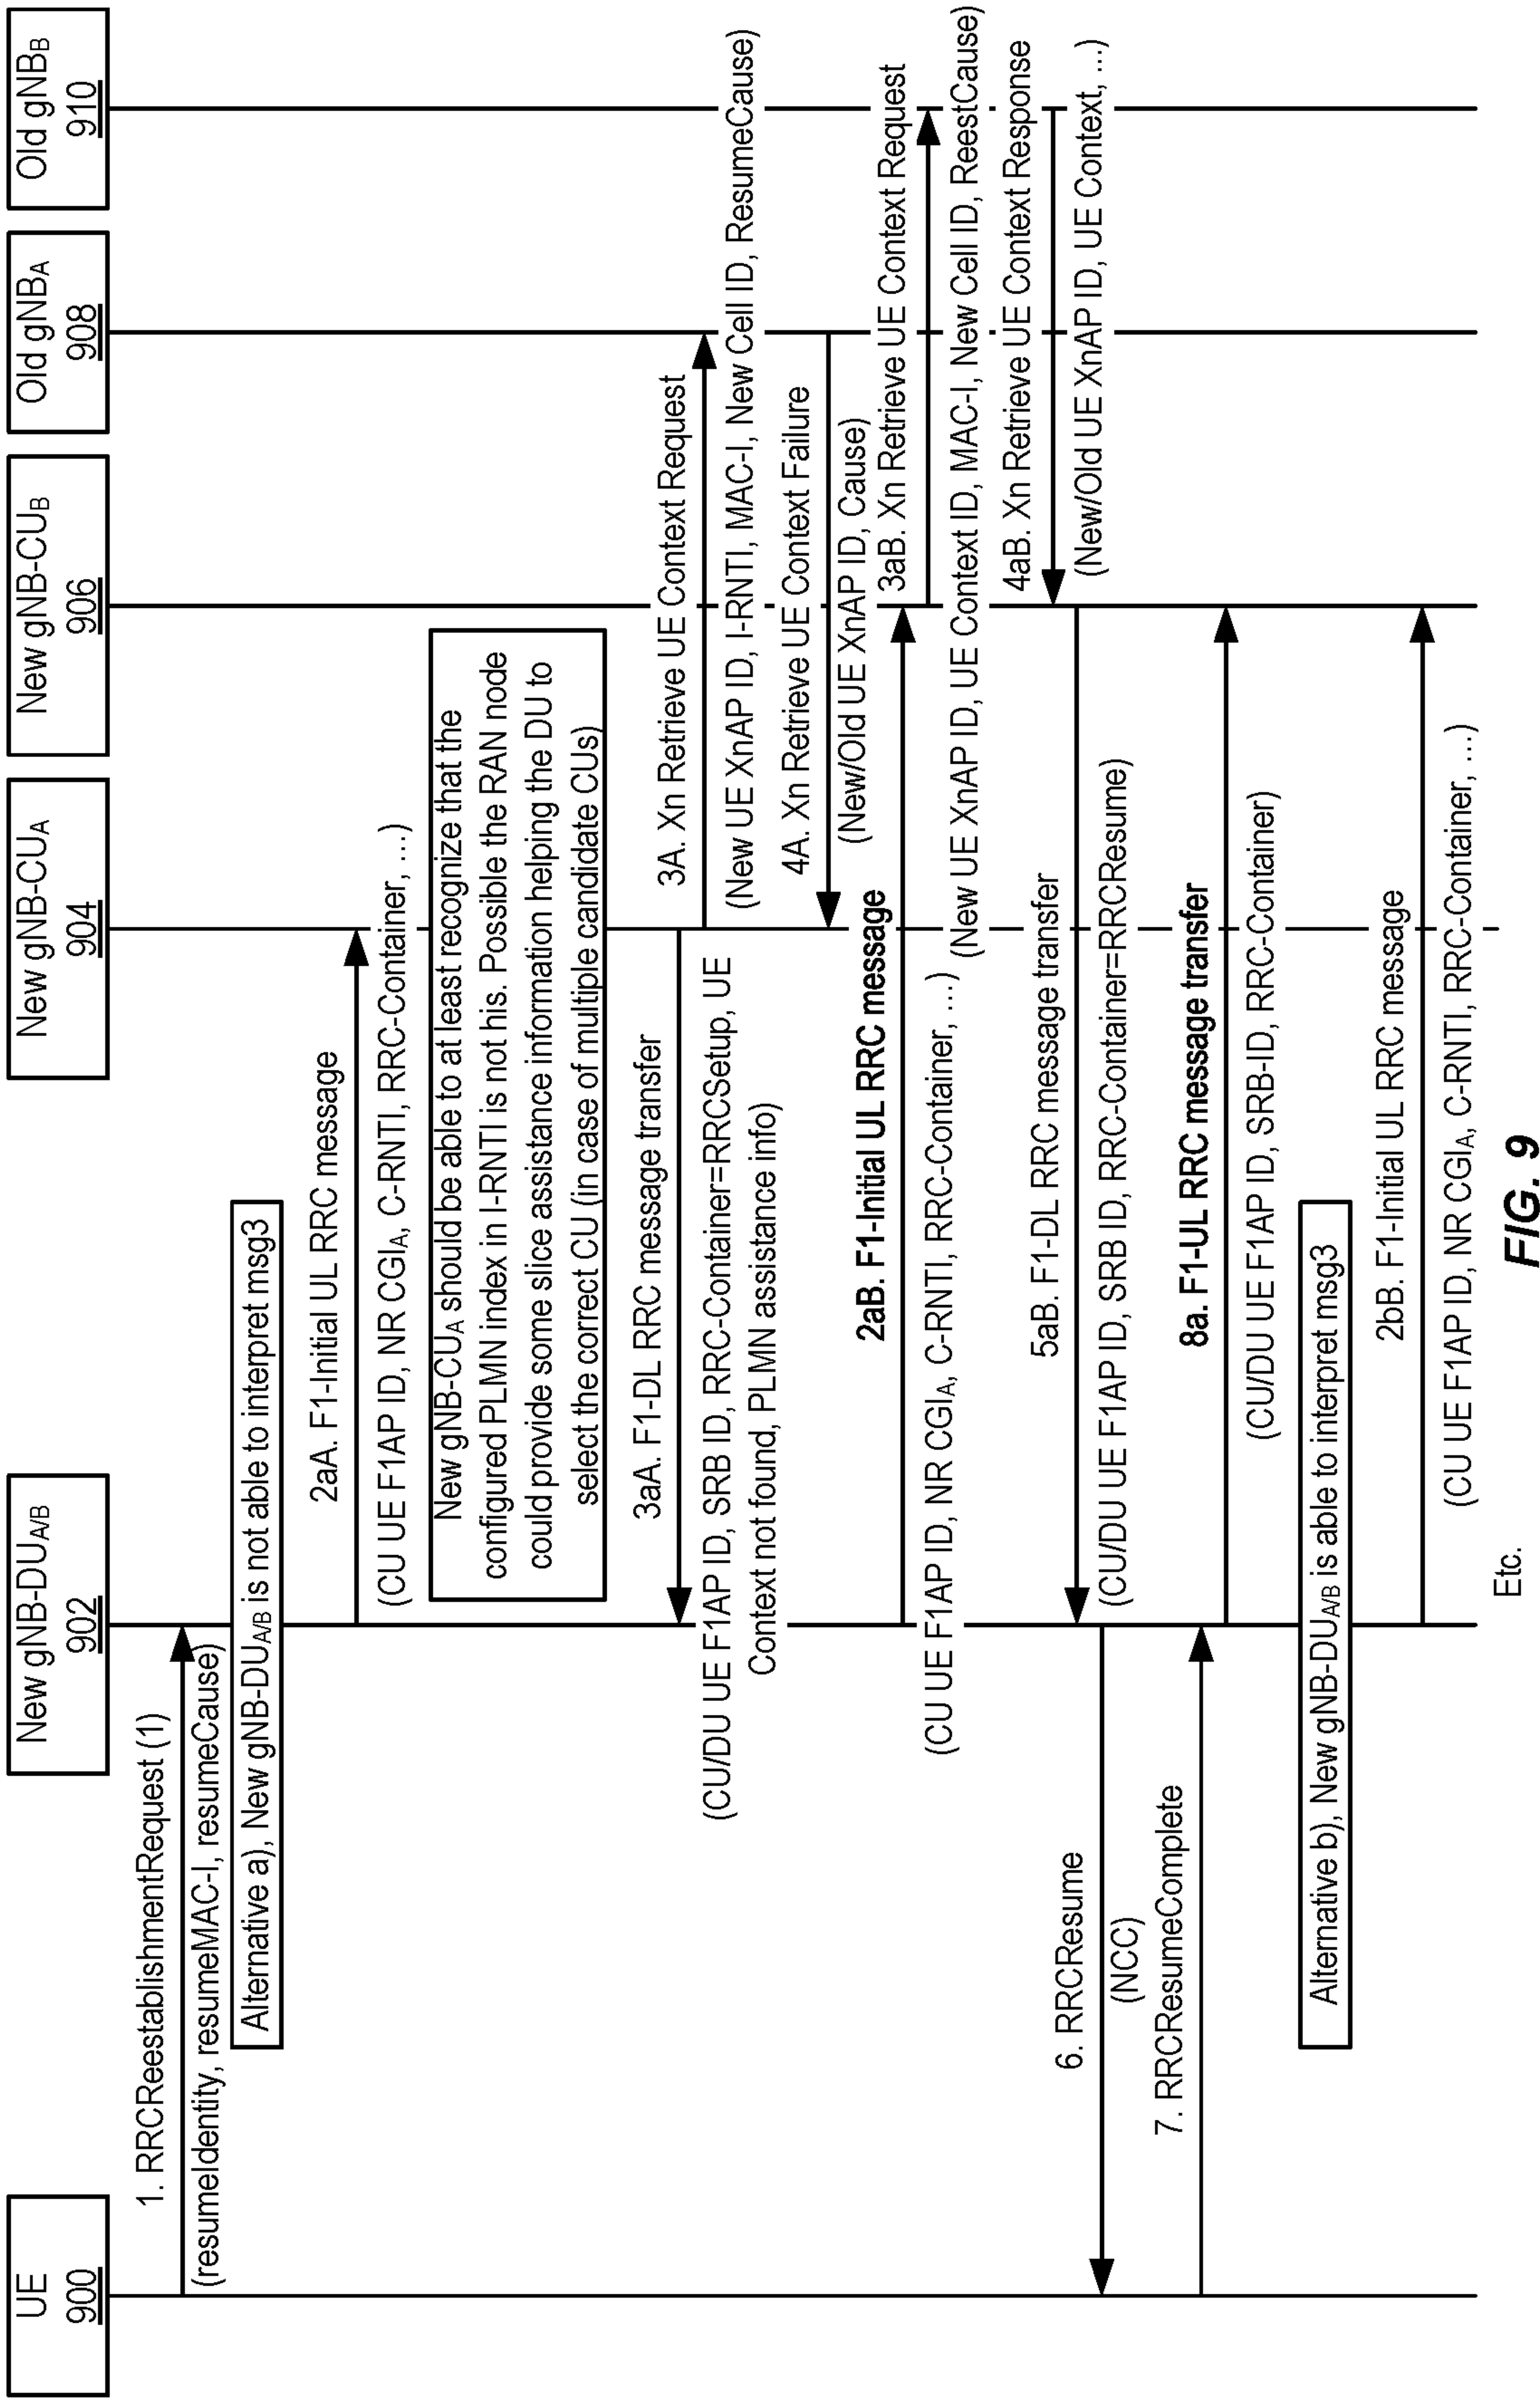 UE
900
New gNB-DUA/B
902
New gNB-CUA
904
New gNB-CUB
906
Old gNBA
908
Old gNBB
910
1. RRCReestablishmentRequest (1)
(resumeIdentity, resumeMAC-I, resumeCause)
Alternative a), New gNB-DUA/B is not able to interpret msg3
2aA. F1-Initial UL RRC message
(CU UE F1AP ID, NR CGIA, C-RNTI, RRC-Container, ...)
New gNB-CUA should be able to at least recognize that the
configured PLMN index in I-RNTI is not his. Possible the RAN node
could provide some slice assistance information helping the DU to
select the correct CU (in case of multiple candidate CUs)
3aA. F1-DL RRC message transfer
(CU/DU UE F1AP ID, SRB ID, RRC-Container=RRCSetup, UE
Context not found, PLMN assistance info)
3A. Xn Retrieve UE Context Request
(New UE XnAP ID, I-RNTI, MAC-I, New Cell ID, ResumeCause)
4A. Xn Retrieve UE Context Failure
(New/Old UE XnAP ID, Cause)
2aB. F1-Initial UL RRC message
(CU UE F1AP ID, NR CGIA, C-RNTI, RRC-Container, ...)
3aB. Xn Retrieve UE Context Request
(New UE XnAP ID, UE Context ID, MAC-I, New Cell ID, ReestCause)
4aB. Xn Retrieve UE Context Response
(New/Old UE XnAP ID, UE Context, ...)
5aB. F1-DL RRC message transfer
(CU/DU UE F1AP ID, SRB ID, RRC-Container=RRCResume)
6. RRCResume
(NCC)
7. RRCResumeComplete
8a. F1-UL RRC message transfer
(CU/DU UE F1AP ID, SRB-ID, RRC-Container)
Alternative b), New gNB-DUA/B is able to interpret msg3
2bB. F1-Initial UL RRC message
(CU UE F1AP ID, NR CGIA, C-RNTI, RRC-Container, ...)
Etc.
FIG. 9